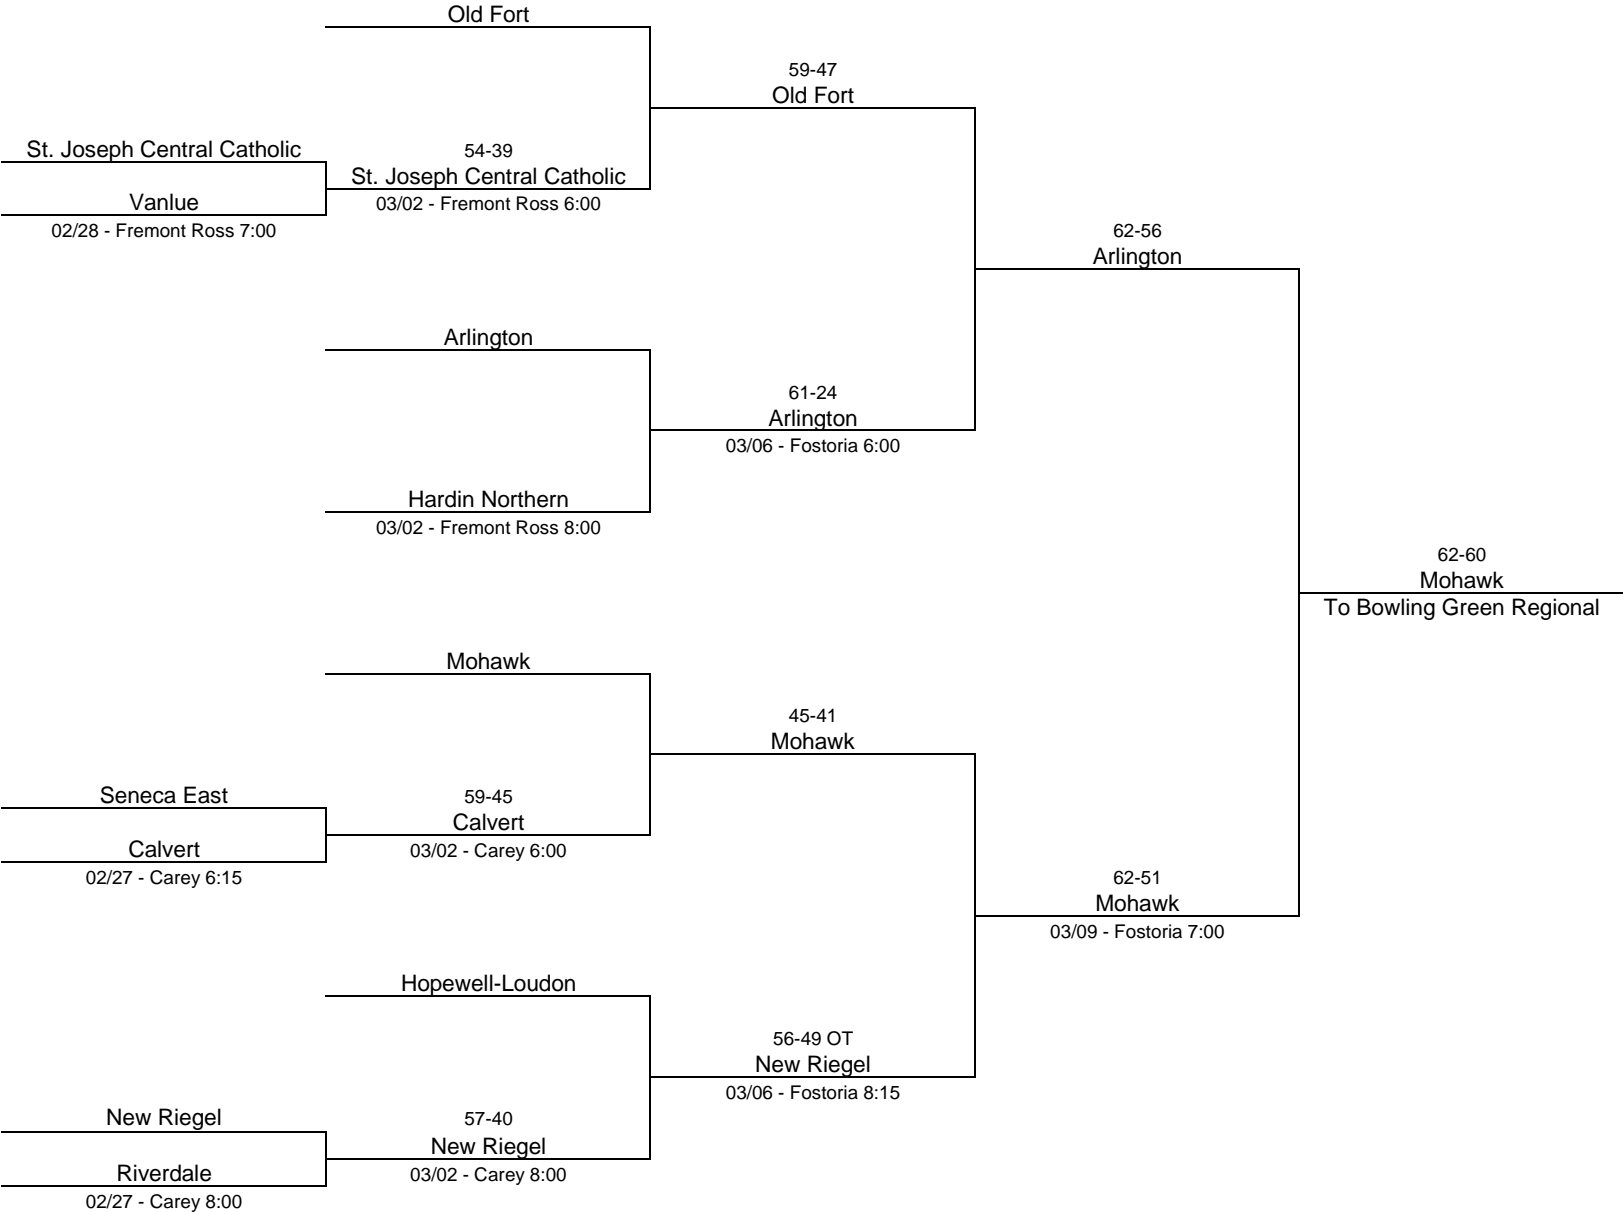 Old Fort
59-47
Old Fort
St. Joseph Central Catholic
54-39
St. Joseph Central Catholic
Vanlue
03/02 - Fremont Ross 6:00
02/28 - Fremont Ross 7:00
62-56
Arlington
Arlington
61-24
Arlington
03/06 - Fostoria 6:00
Hardin Northern
03/02 - Fremont Ross 8:00
62-60
Mohawk
To Bowling Green Regional
Mohawk
45-41
Mohawk
Seneca East
59-45
Calvert
Calvert
03/02 - Carey 6:00
02/27 - Carey 6:15
62-51
Mohawk
03/09 - Fostoria 7:00
Hopewell-Loudon
56-49 OT
New Riegel
03/06 - Fostoria 8:15
New Riegel
57-40
New Riegel
Riverdale
03/02 - Carey 8:00
02/27 - Carey 8:00